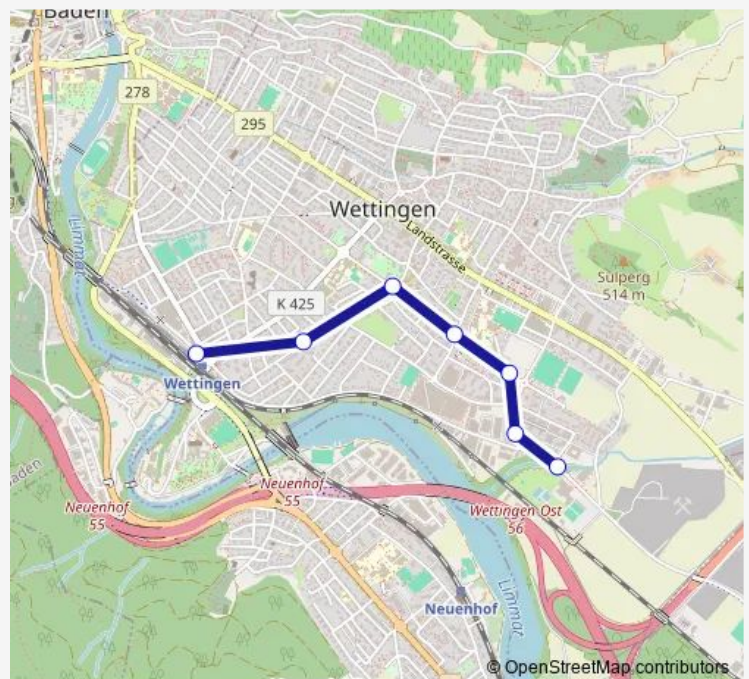 Baden
278
295
Wettingen
Landstrasse
Limmat
Sulperg
514 m
K 425
Wettingen
Neuenhof
55
Neuenhof
55
Wettingen Ost
56
Neuenhof
Limmat
© OpenStreetMap contributors